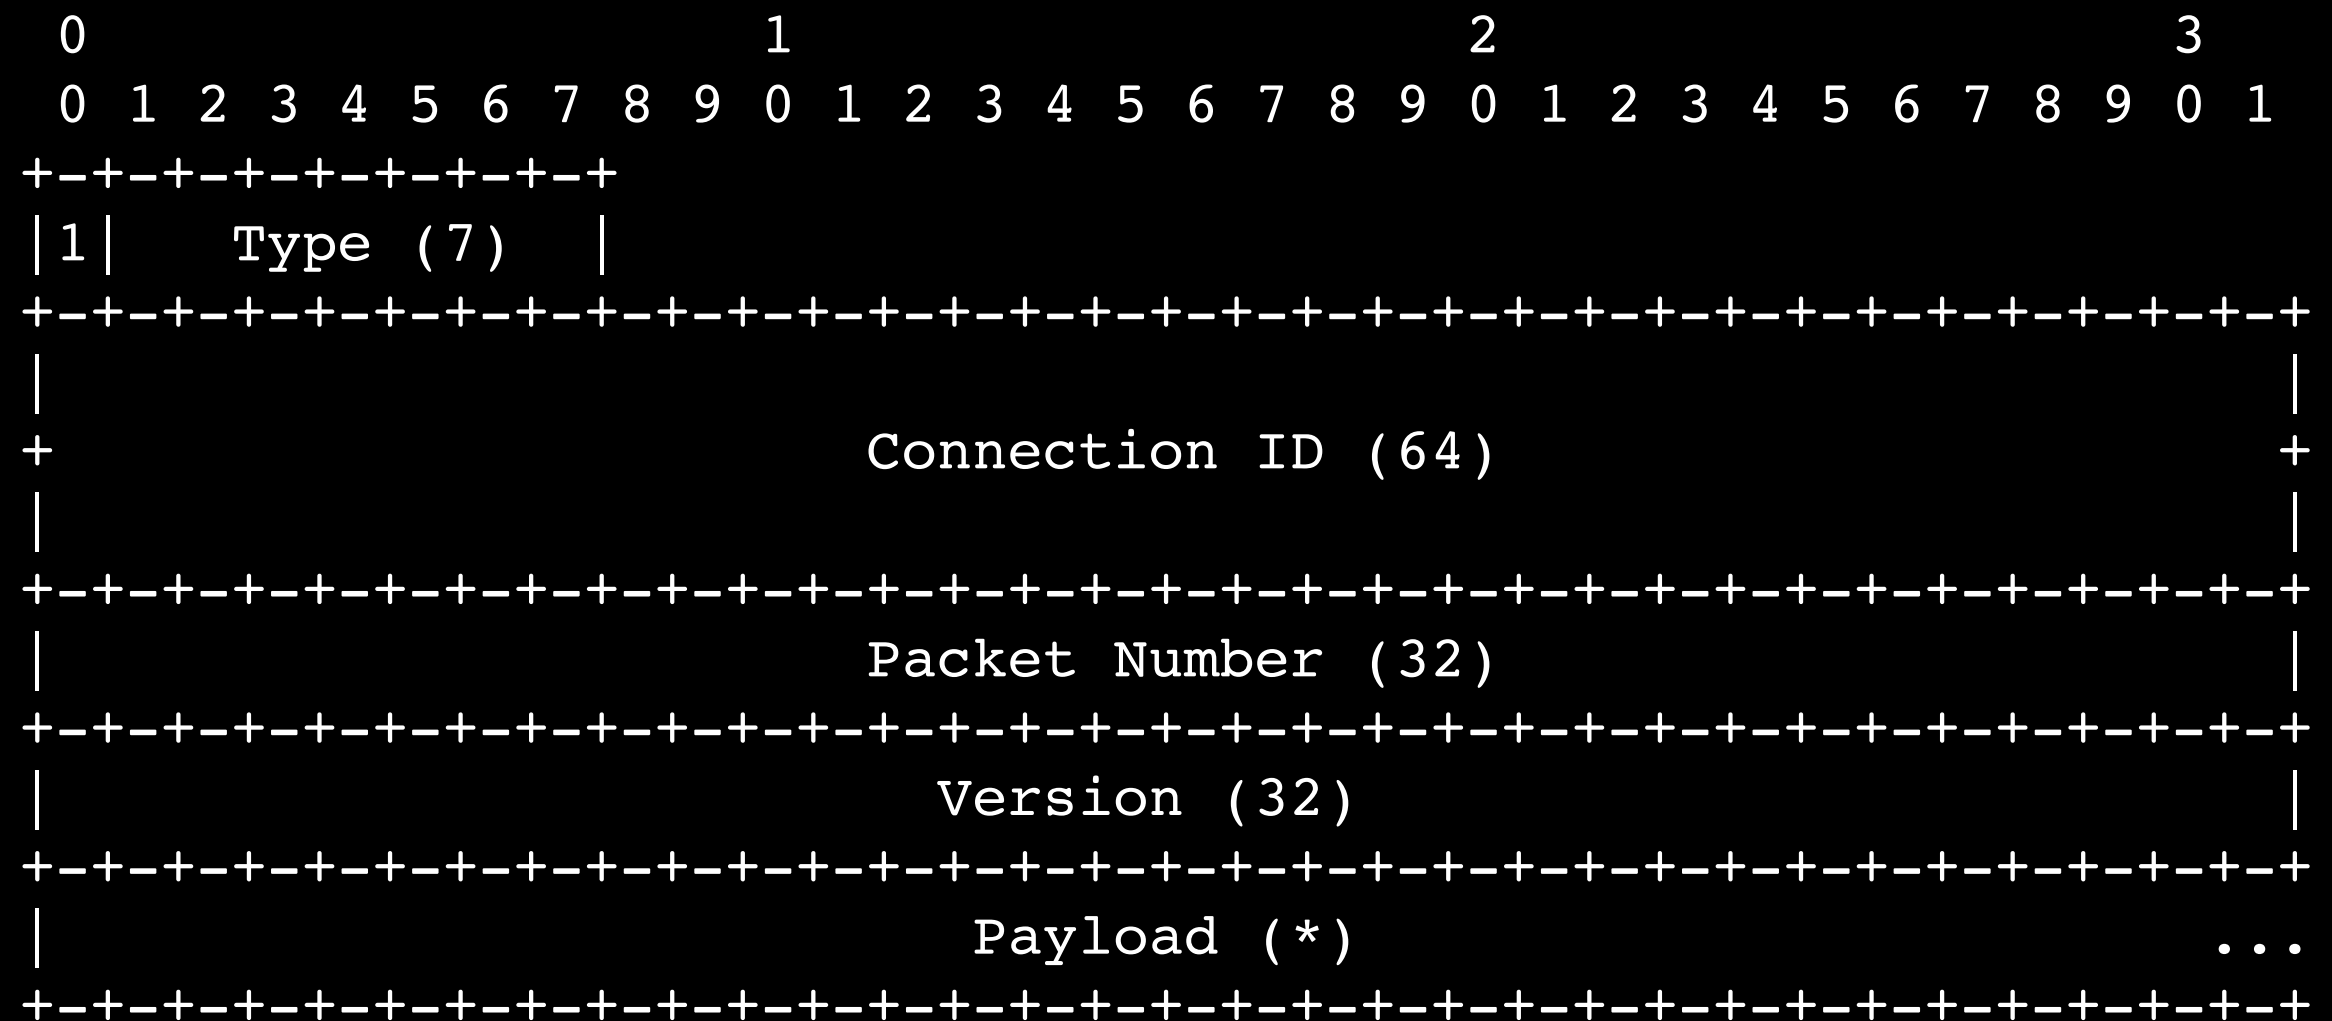 0                   1                   2                   3
 0 1 2 3 4 5 6 7 8 9 0 1 2 3 4 5 6 7 8 9 0 1 2 3 4 5 6 7 8 9 0 1
+-+-+-+-+-+-+-+-+
|1|   Type (7)  |
+-+-+-+-+-+-+-+-+-+-+-+-+-+-+-+-+-+-+-+-+-+-+-+-+-+-+-+-+-+-+-+-+
|                                                               |
+                       Connection ID (64)                      +
|                                                               |
+-+-+-+-+-+-+-+-+-+-+-+-+-+-+-+-+-+-+-+-+-+-+-+-+-+-+-+-+-+-+-+-+
|                       Packet Number (32)                      |
+-+-+-+-+-+-+-+-+-+-+-+-+-+-+-+-+-+-+-+-+-+-+-+-+-+-+-+-+-+-+-+-+
|                         Version (32)                          |
+-+-+-+-+-+-+-+-+-+-+-+-+-+-+-+-+-+-+-+-+-+-+-+-+-+-+-+-+-+-+-+-+
|                          Payload (*)                        ...
+-+-+-+-+-+-+-+-+-+-+-+-+-+-+-+-+-+-+-+-+-+-+-+-+-+-+-+-+-+-+-+-+